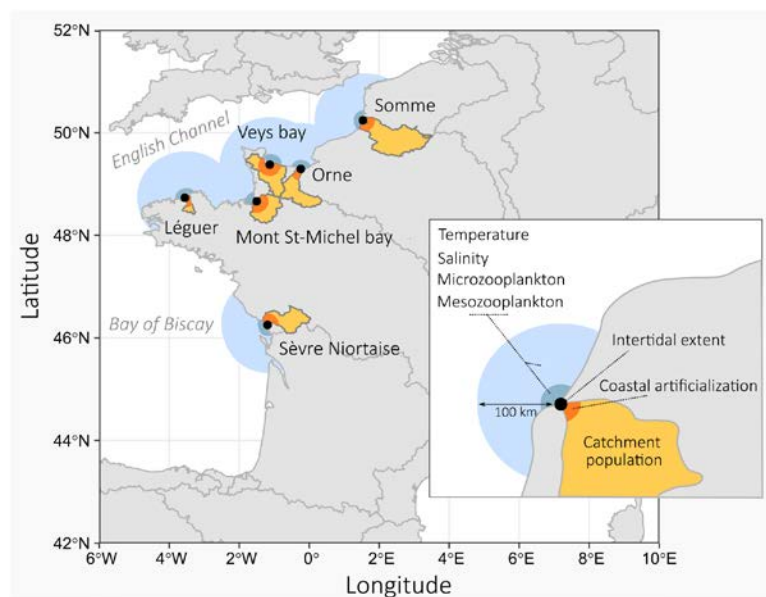 52°N
50°N
48°N
46°N
44°N
42°N
Latitude
English Channel
Somme
Veys bay
Orne
Léguer
Mont St-Michel bay
Bay of Biscay
Sèvre Niortaise
Temperature
Salinity
Microzooplankton
Mesozooplankton
Intertidal extent
Coastal artificialization
100 km
Catchment
population
6°W 4°W 2°W 0° 2°E 4°E 6°E 8°E 10°E
Longitude